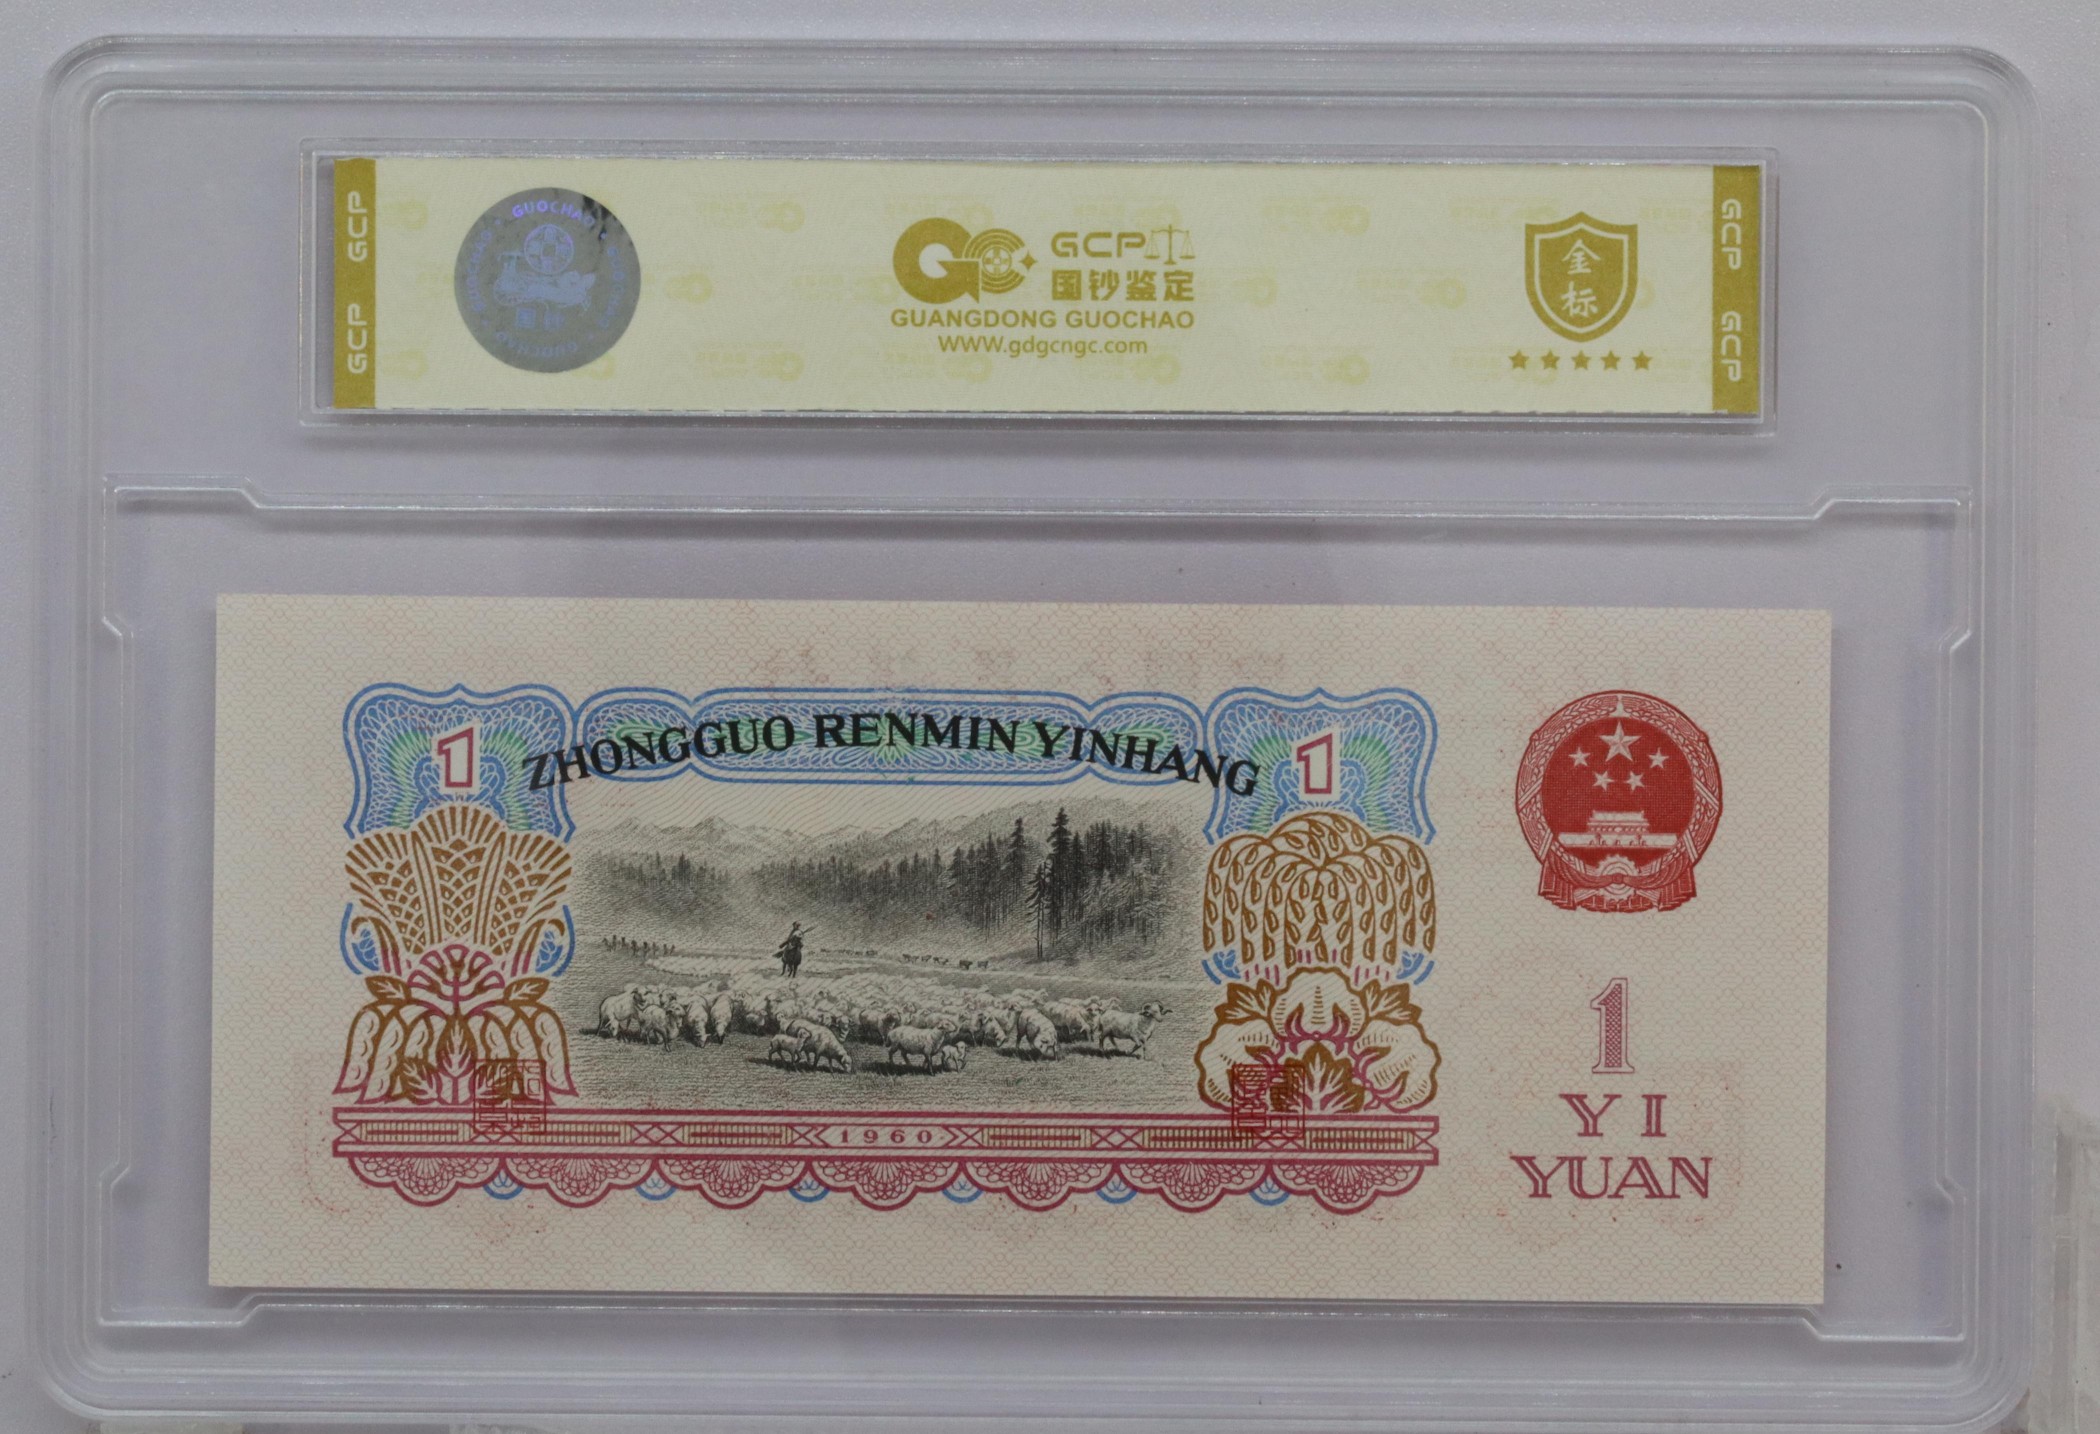 GCP GCP
GUOCHAO
GCP
国钞鉴定
GUANGDONG GUOCHAO
WWW.gdgcngc.com
金标
GCP GCP
1 ZHONGGUO RENMIN YINHANG 1
1960
1
YI
YUAN